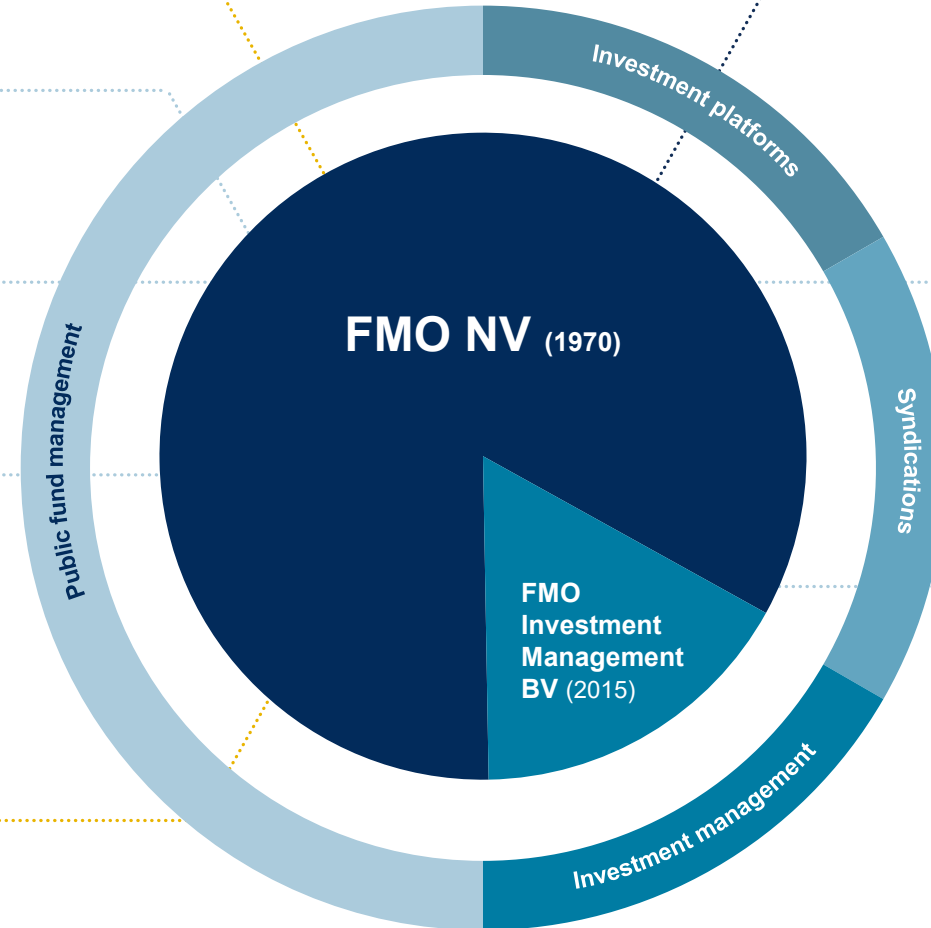 Investment platforms
FMO NV (1970)
Public fund management
Syndications
FMO
Investment
Management
BV (2015)
Investment management